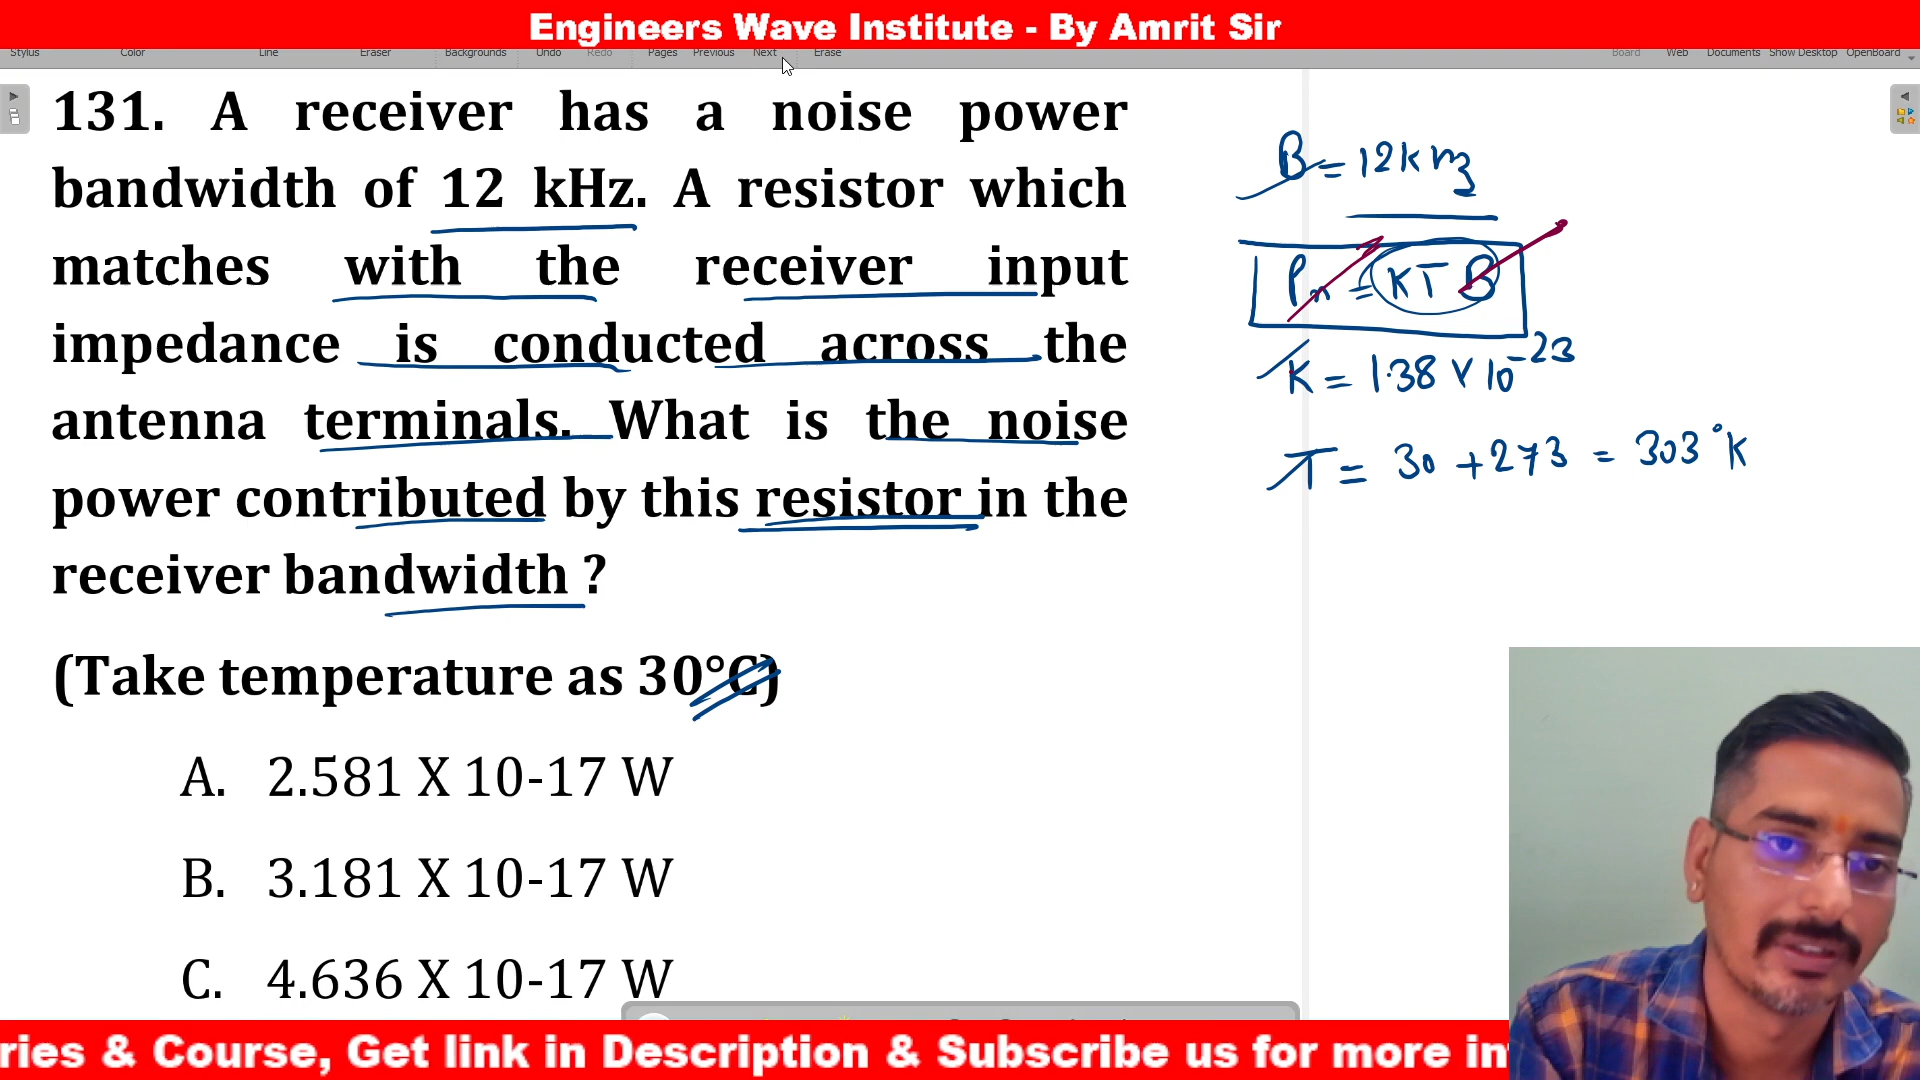 Engineers Wave Institute - By Amrit Sir
Stylus Color Line Eraser Backgrounds Undo Redo Pages Previous Next Erase Board Web Documents Show Desktop OpenBoard
131. A receiver has a noise power
bandwidth of 12 kHz. A resistor which
matches with the receiver input
impedance is conducted across the
antenna terminals. What is the noise
power contributed by this resistor in the
receiver bandwidth ?
(Take temperature as 30°C)
A. 2.581 X 10-17 W
B. 3.181 X 10-17 W
C. 4.636 X 10-17 W
B = 12kHz
Pn = KTB
K = 1.38 × 10⁻²³
T = 30 + 273 = 303°K
ries & Course, Get link in Description & Subscribe us for more in